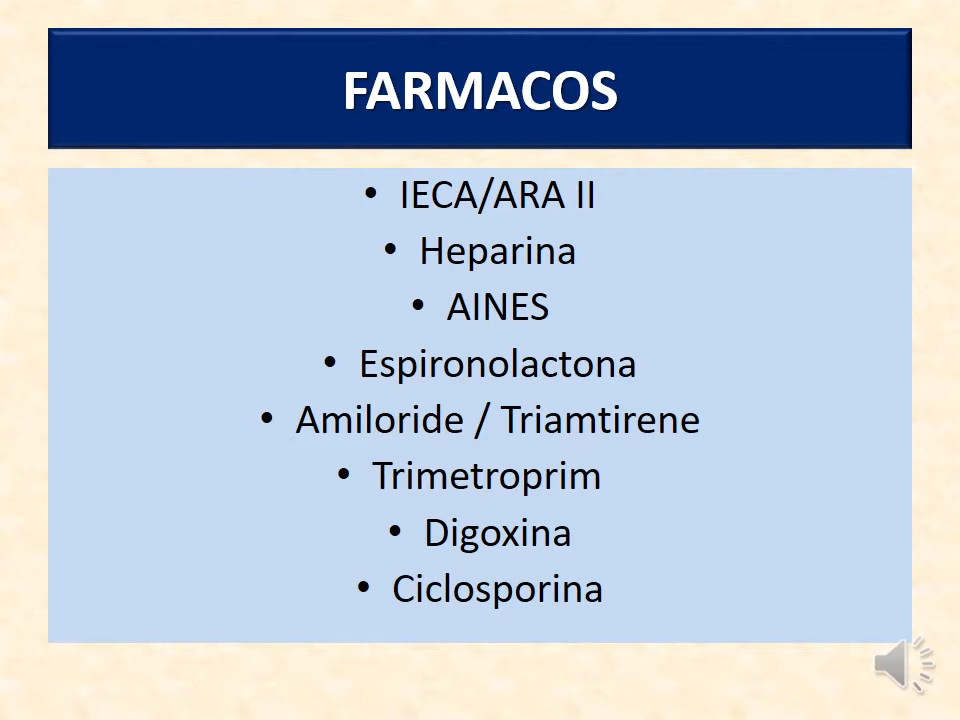 FARMACOS
• IECA/ARA II
• Heparina
• AINES
• Espironolactona
• Amiloride / Triamtirene
• Trimetroprim
• Digoxina
• Ciclosporina